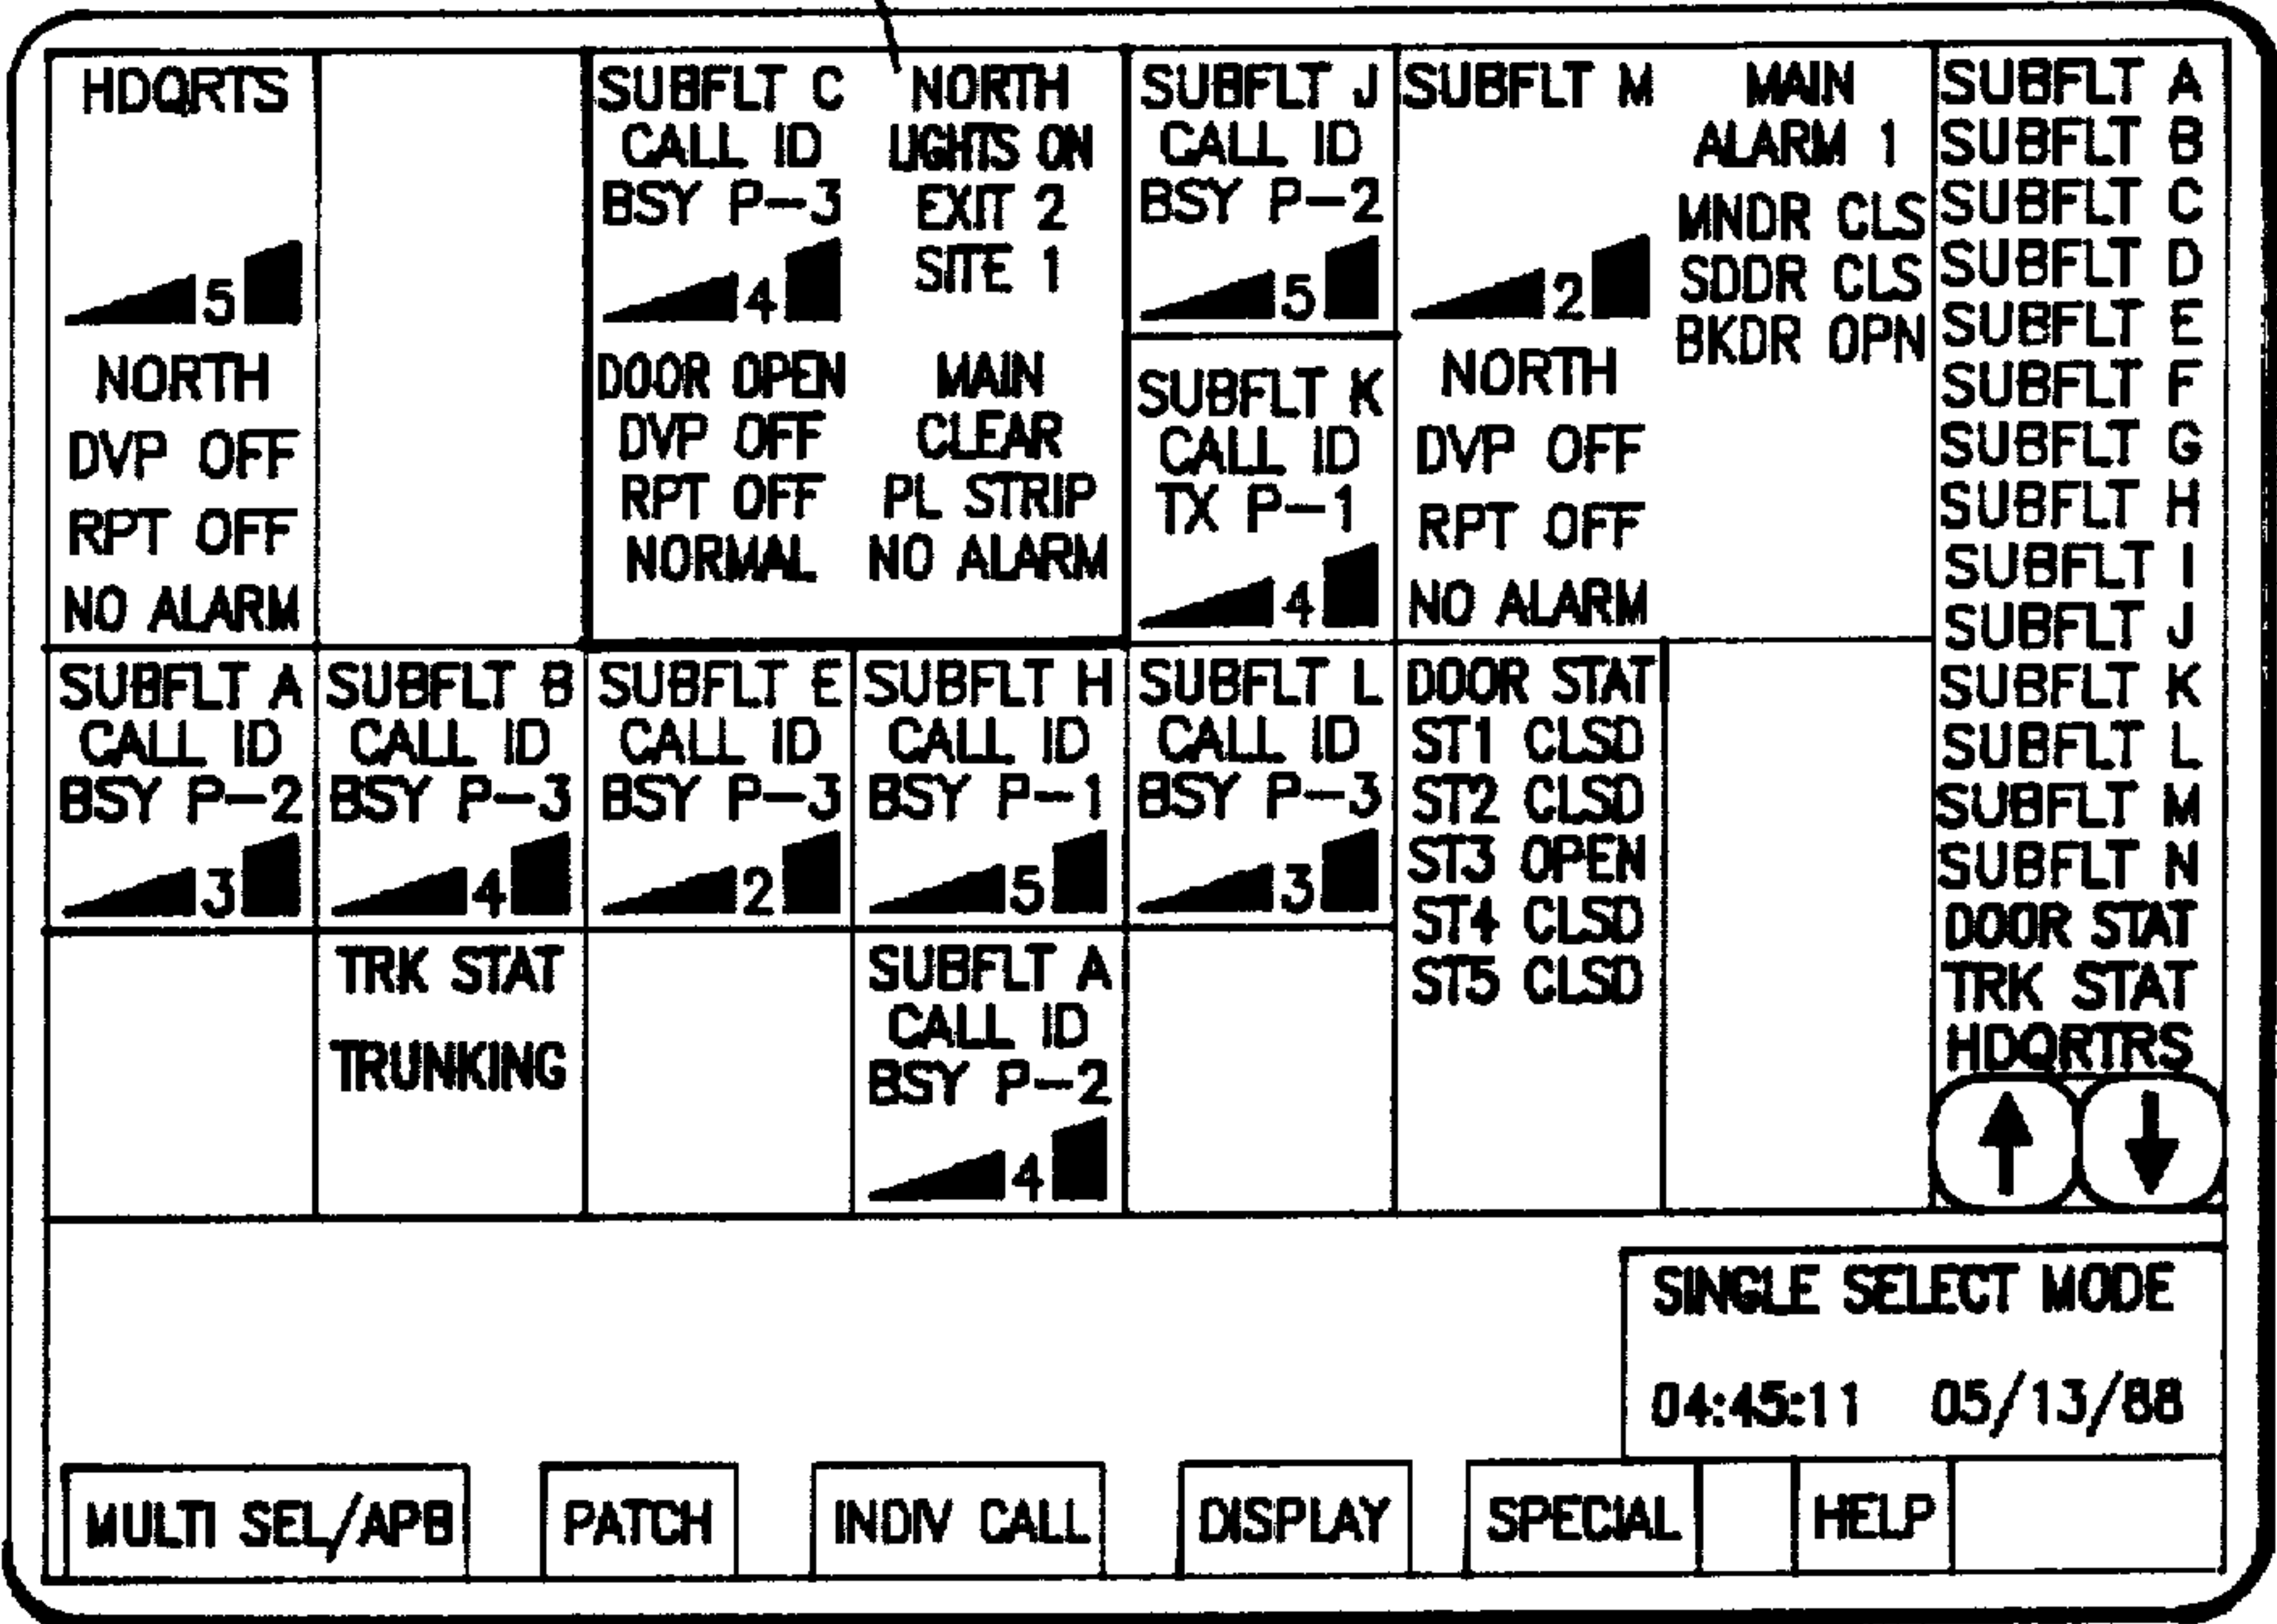 HDQRTS
5
NORTH
DVP OFF
RPT OFF
NO ALARM
SUBFLT C
CALL ID
BSY P-3
4
DOOR OPEN
DVP OFF
RPT OFF
NORMAL
NORTH
LIGHTS ON
EXIT 2
SITE 1
MAIN
CLEAR
PL STRIP
NO ALARM
SUBFLT J
CALL ID
BSY P-2
5
SUBFLT K
CALL ID
TX P-1
4
SUBFLT M
2
NORTH
DVP OFF
RPT OFF
NO ALARM
MAIN
ALARM 1
MNDR CLS
SDDR CLS
BKDR OPN
SUBFLT A
CALL ID
BSY P-2
3
SUBFLT B
CALL ID
BSY P-3
4
SUBFLT E
CALL ID
BSY P-3
2
SUBFLT H
CALL ID
BSY P-1
5
SUBFLT L
CALL ID
BSY P-3
3
DOOR STAT
ST1 CLSD
ST2 CLSD
ST3 OPEN
ST4 CLSD
ST5 CLSD
TRK STAT
TRUNKING
SUBFLT A
CALL ID
BSY P-2
4
SUBFLT A
SUBFLT B
SUBFLT C
SUBFLT D
SUBFLT E
SUBFLT F
SUBFLT G
SUBFLT H
SUBFLT I
SUBFLT J
SUBFLT K
SUBFLT L
SUBFLT M
SUBFLT N
DOOR STAT
TRK STAT
HDQRTRS
SINGLE SELECT MODE
04:45:11 05/13/88
MULTI SEL/APB
PATCH
INDIV CALL
DISPLAY
SPECIAL
HELP